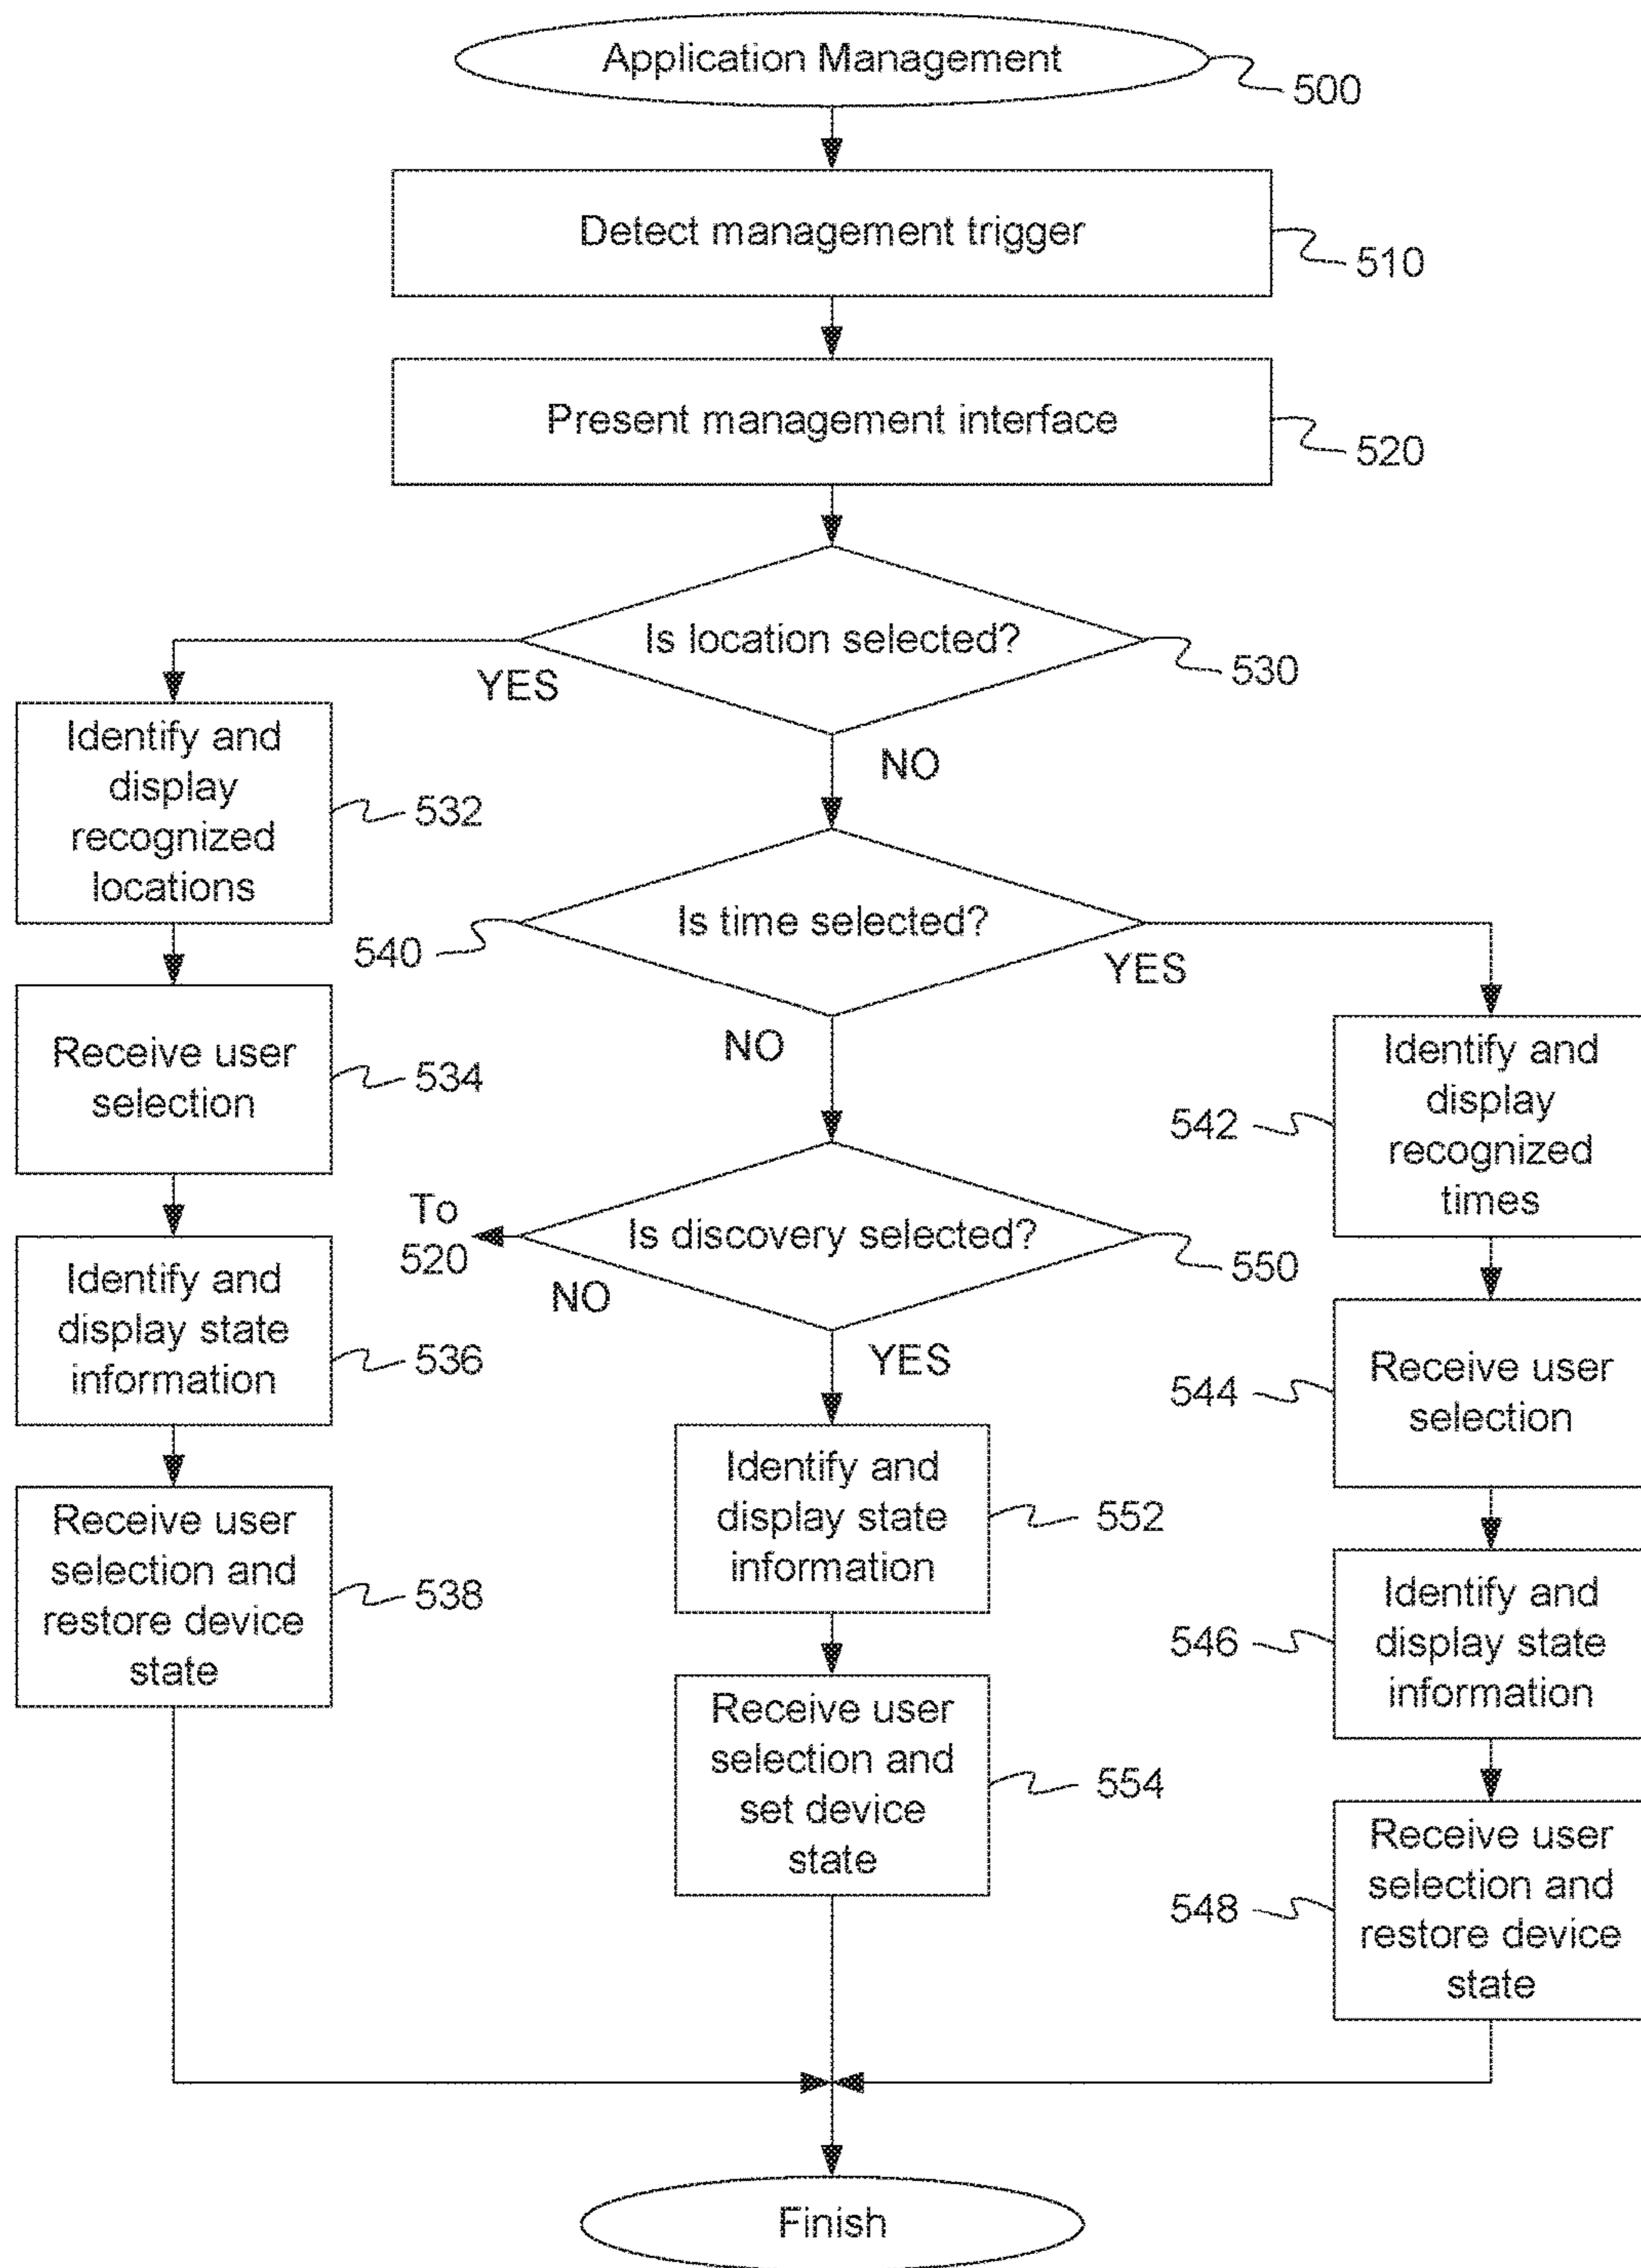 Application Management
500
Detect management trigger
510
Present management interface
520
Is location selected?
530
YES
NO
Identify and
display
recognized
locations
532
Receive user
selection
534
Identify and
display state
information
536
Receive user
selection and
restore device
state
538
Is time selected?
540
YES
NO
Identify and
display
recognized
times
542
Receive user
selection
544
Identify and
display state
information
546
Receive user
selection and
restore device
state
548
Is discovery selected?
550
To
520
NO
YES
Identify and
display state
information
552
Receive user
selection and
set device
state
554
Finish